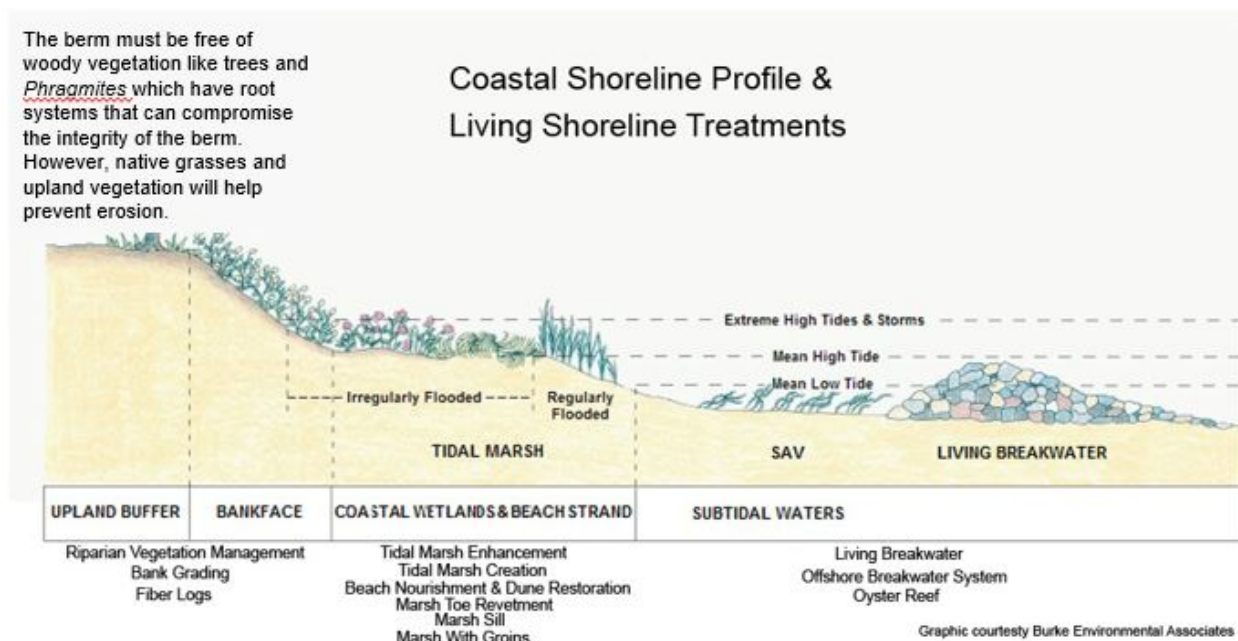 The berm must be free of
woody vegetation like trees and
Phragmites which have root
systems that can compromise
the integrity of the berm.
However, native grasses and
upland vegetation will help
prevent erosion.
Coastal Shoreline Profile &
Living Shoreline Treatments
Extreme High Tides & Storms
Mean High Tide
Mean Low Tide
Irregularly Flooded
Regularly
Flooded
TIDAL MARSH
SAV
LIVING BREAKWATER
UPLAND BUFFER
BANKFACE
COASTAL WETLANDS & BEACH STRAND
SUBTIDAL WATERS
Riparian Vegetation Management
Bank Grading
Fiber Logs
Tidal Marsh Enhancement
Tidal Marsh Creation
Beach Nourishment & Dune Restoration
Marsh Toe Revetment
Marsh Sill
Marsh With Groins
Living Breakwater
Offshore Breakwater System
Oyster Reef
Graphic courtesty Burke Environmental Associates